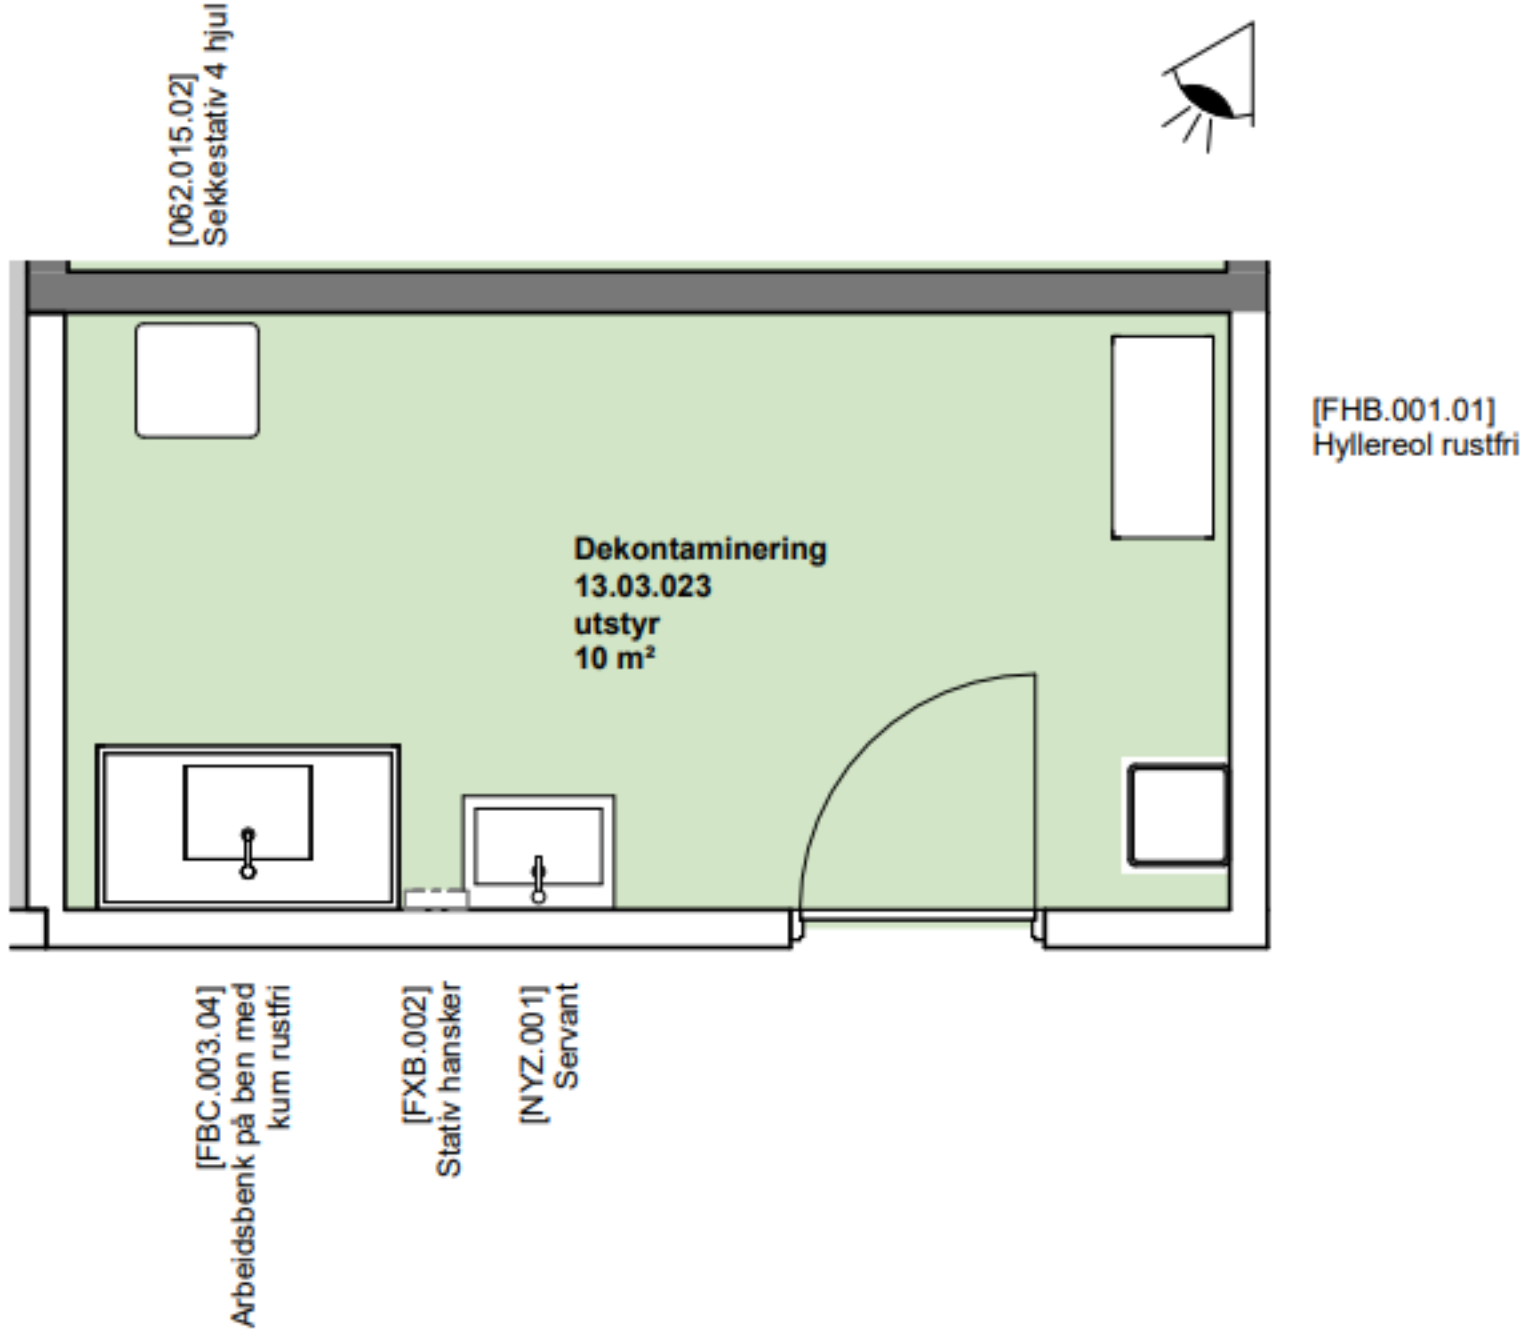 [062.015.02]
Sekkestativ 4 hjul
[FHB.001.01]
Hyllereol rustfri
Dekontaminering
13.03.023
utstyr
10 m²
[FBC.003.04]
Arbeidsbenk på ben med
kum rustfri
[FXB.002]
Stativ hansker
[NYZ.001]
Servant